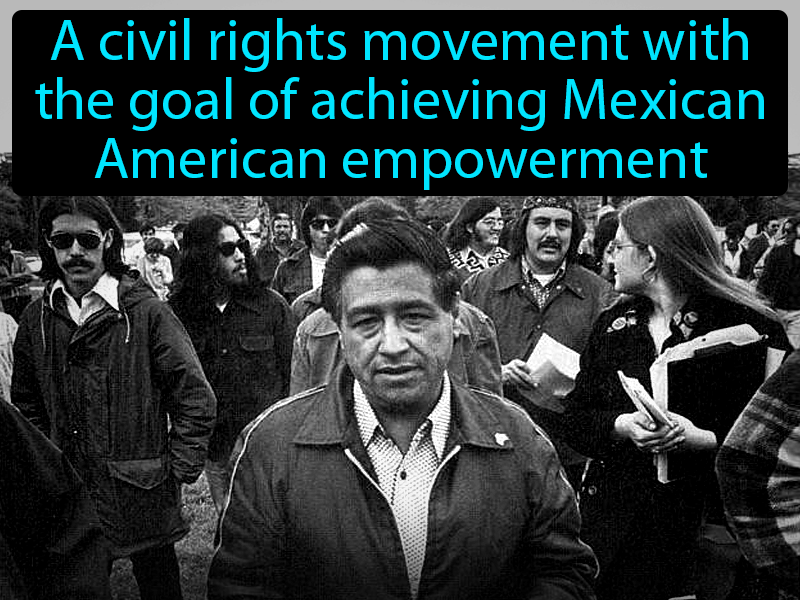 A civil rights movement with
the goal of achieving Mexican
American empowerment